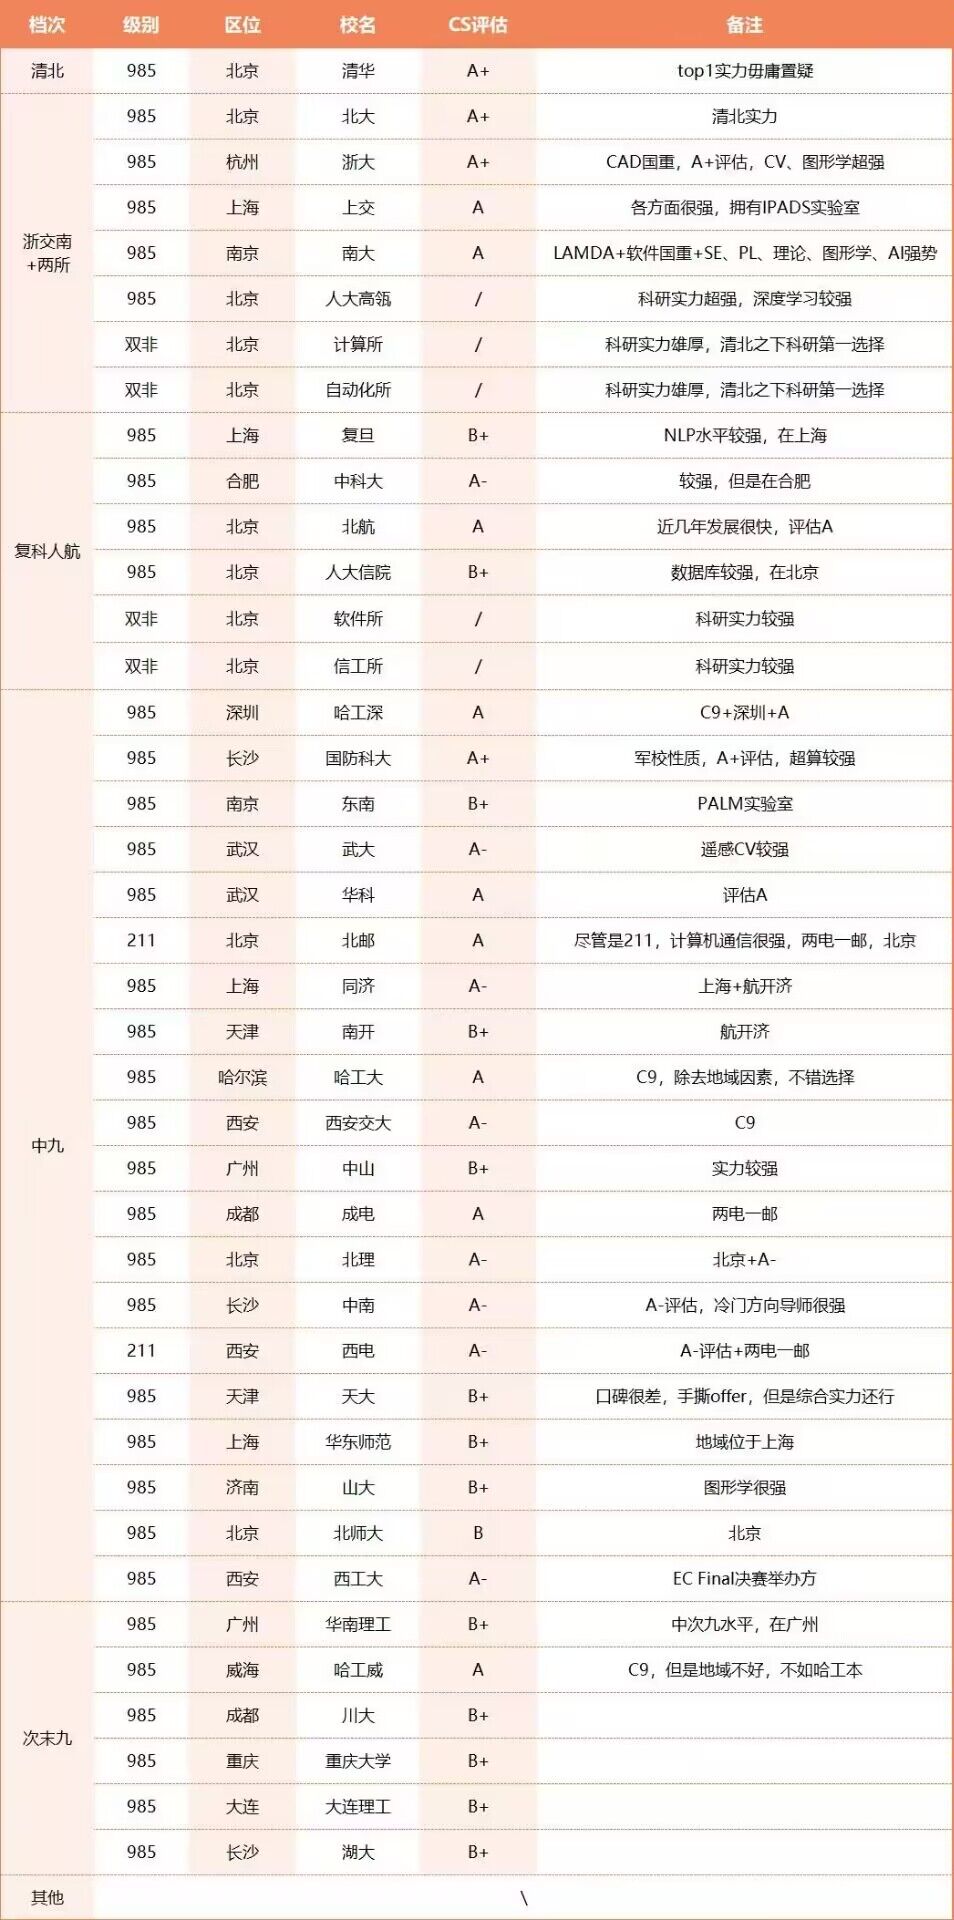 档次 级别 区位 校名 CS评估 备注
清北 985 北京 清华 A+ top1实力毋庸置疑
985 北京 北大 A+ 清北实力
985 杭州 浙大 A+ CAD国重，A+评估，CV、图形学超强
985 上海 上交 A 各方面很强，拥有IPADS实验室
浙交南
+两所
985 南京 南大 A LAMDA+软件国重+SE、PL、理论、图形学、AI强势
985 北京 人大高瓴 / 科研实力超强，深度学习较强
双非 北京 计算所 / 科研实力雄厚，清北之下科研第一选择
双非 北京 自动化所 / 科研实力雄厚，清北之下科研第一选择
985 上海 复旦 B+ NLP水平较强，在上海
985 合肥 中科大 A- 较强，但是在合肥
985 北京 北航 A 近几年发展很快，评估A
复科人航
985 北京 人大信院 B+ 数据库较强，在北京
双非 北京 软件所 / 科研实力较强
双非 北京 信工所 / 科研实力较强
985 深圳 哈工深 A C9+深圳+A
985 长沙 国防科大 A+ 军校性质，A+评估，超算较强
985 南京 东南 B+ PALM实验室
985 武汉 武大 A- 遥感CV较强
985 武汉 华科 A 评估A
211 北京 北邮 A 尽管是211，计算机通信很强，两电一邮，北京
985 上海 同济 A- 上海+航开济
985 天津 南开 B+ 航开济
985 哈尔滨 哈工大 A C9，除去地域因素，不错选择
985 西安 西安交大 A- C9
中九
985 广州 中山 B+ 实力较强
985 成都 成电 A 两电一邮
985 北京 北理 A- 北京+A-
985 长沙 中南 A- A-评估，冷门方向导师很强
211 西安 西电 A- A-评估+两电一邮
985 天津 天大 B+ 口碑很差，手撕offer，但是综合实力还行
985 上海 华东师范 B+ 地域位于上海
985 济南 山大 B+ 图形学很强
985 北京 北师大 B 北京
985 西安 西工大 A- EC Final决赛举办方
985 广州 华南理工 B+ 中次九水平，在广州
985 威海 哈工威 A C9，但是地域不好，不如哈工本
985 成都 川大 B+
次末九
985 重庆 重庆大学 B+
985 大连 大连理工 B+
985 长沙 湖大 B+
其他 \